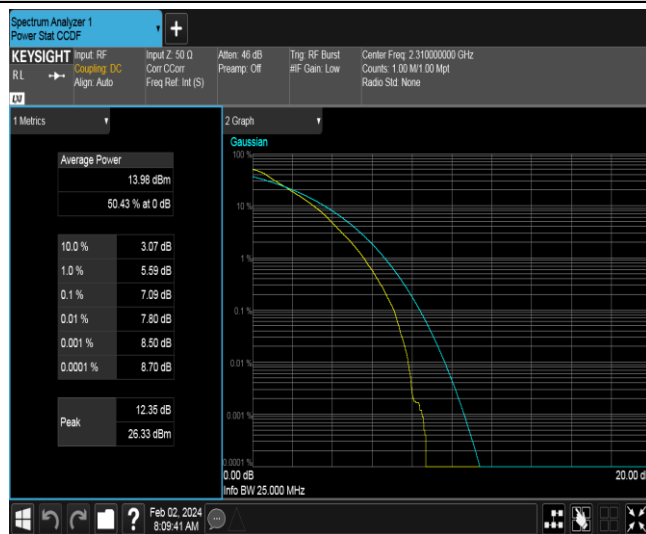 Spectrum Analyzer 1
Power Stat CCDF
+
KEYSIGHT
RL
LXI
Input: RF
Coupling: DC
Align: Auto
Input Z: 50 Ω
Corr CCorr
Freq Ref: Int (S)
Atten: 46 dB
Preamp: Off
Trig: RF Burst
#IF Gain: Low
Center Freq: 2.310000000 GHz
Counts: 1.00 M/1.00 Mpt
Radio Std: None
1 Metrics
Average Power
13.98 dBm
50.43 % at 0 dB
10.0 % 3.07 dB
1.0 % 5.59 dB
0.1 % 7.09 dB
0.01 % 7.80 dB
0.001 % 8.50 dB
0.0001 % 8.70 dB
Peak
12.35 dB
26.33 dBm
2 Graph
Gaussian
100 %
10 %
1 %
0.1 %
0.01 %
0.001 %
0.0001 %
0.00 dB
20.00 d
Info BW 25.000 MHz
?
Feb 02, 2024
8:09:41 AM